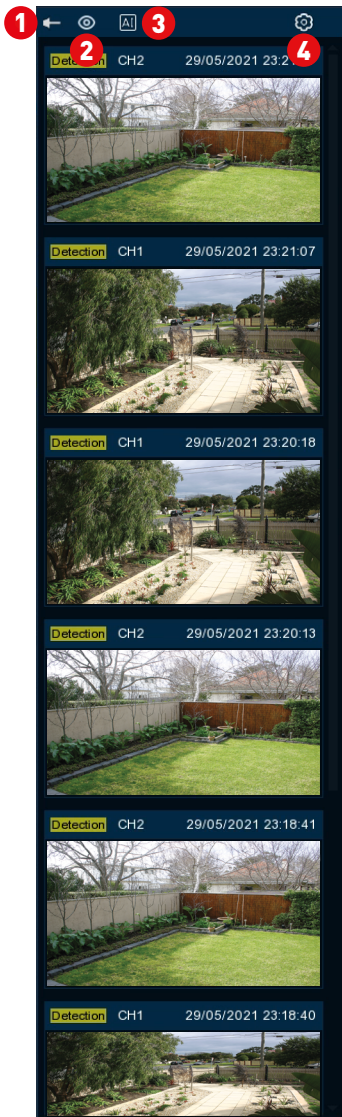 1 2 AI 3 4
Detection CH2 29/05/2021 23:2
Detection CH1 29/05/2021 23:21:07
Detection CH1 29/05/2021 23:20:18
Detection CH2 29/05/2021 23:20:13
Detection CH2 29/05/2021 23:18:41
Detection CH1 29/05/2021 23:18:40